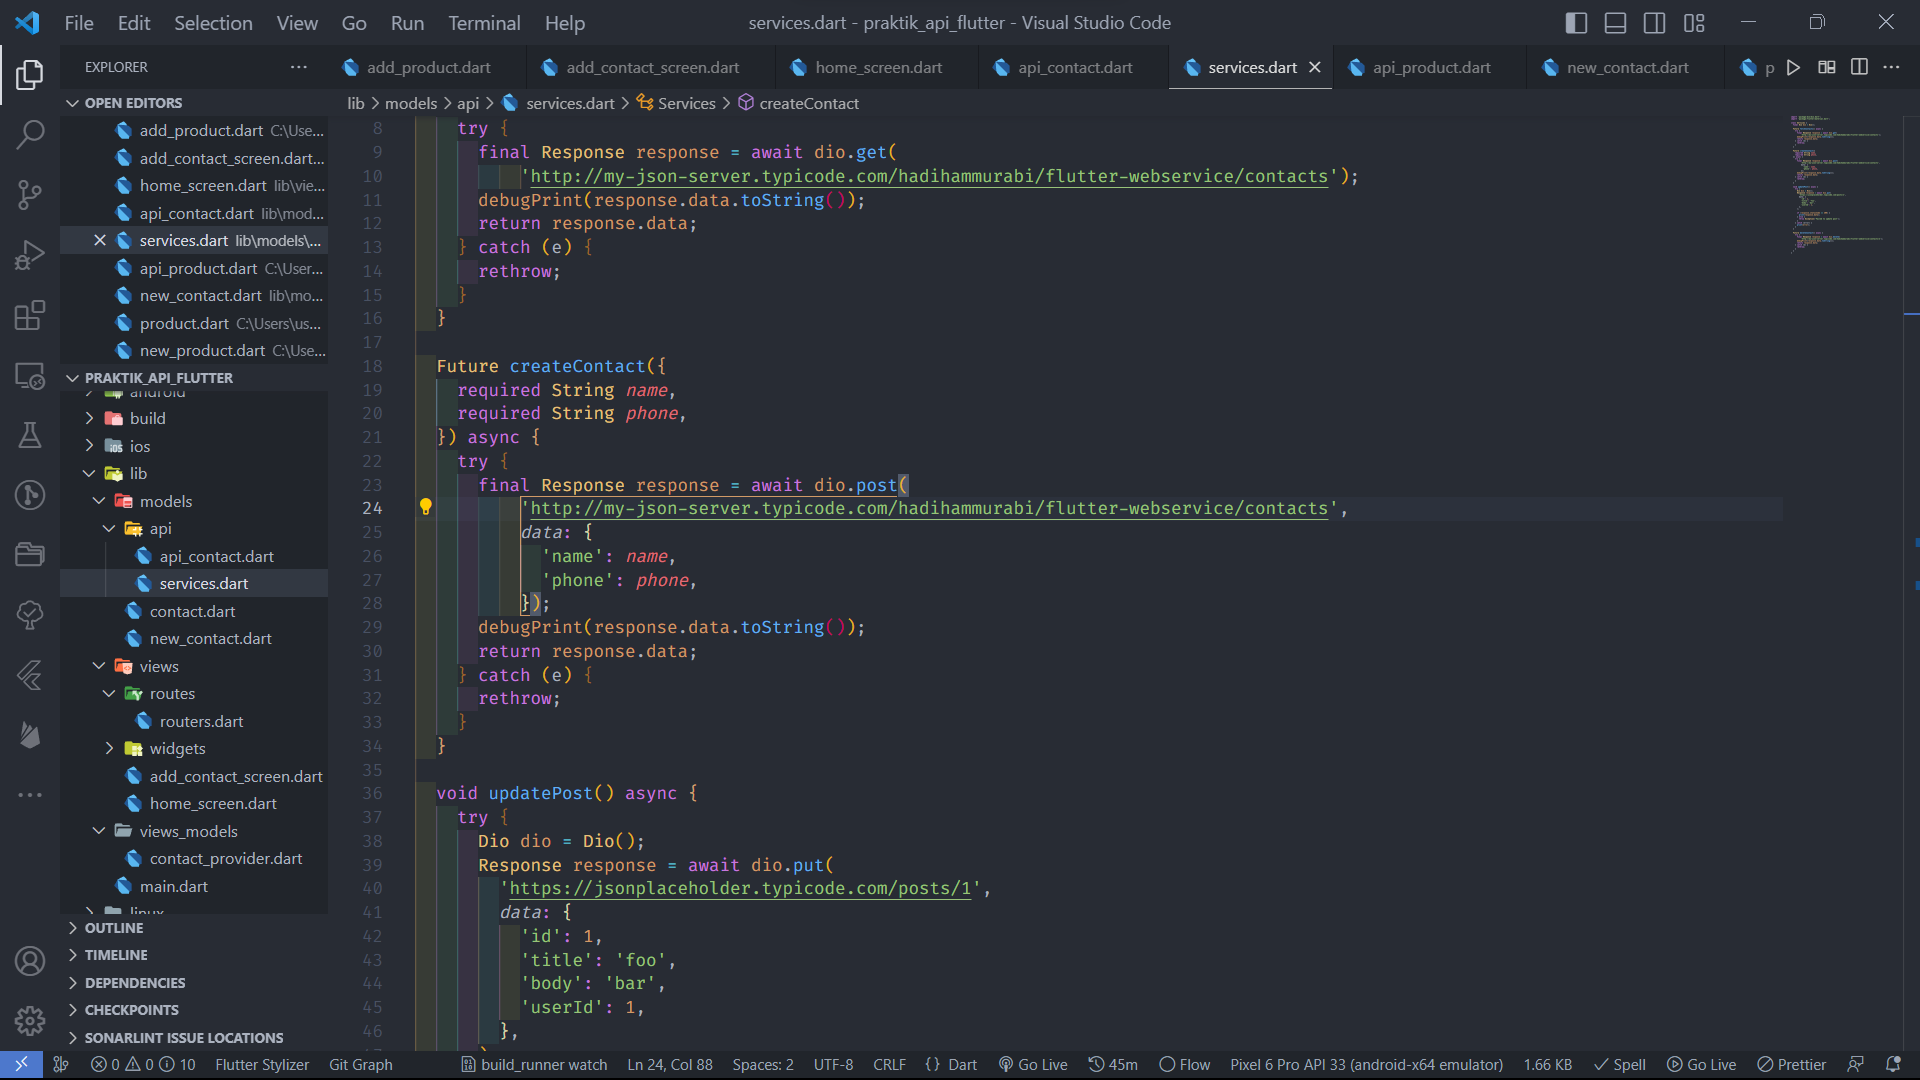 File Edit Selection View Go Run Terminal Help
services.dart - praktik_api_flutter - Visual Studio Code
EXPLORER
add_product.dart
add_contact_screen.dart
home_screen.dart
api_contact.dart
services.dart
api_product.dart
new_contact.dart
p
OPEN EDITORS
add_product.dart C:\Use...
add_contact_screen.dart...
home_screen.dart lib\vie...
api_contact.dart lib\mod...
services.dart lib\models\...
api_product.dart C:\User...
new_contact.dart lib\mo...
product.dart C:\Users\us...
new_product.dart C:\Use...
PRAKTIK_API_FLUTTER
android
build
ios
lib
models
api
api_contact.dart
services.dart
contact.dart
new_contact.dart
views
routes
routers.dart
widgets
add_contact_screen.dart
home_screen.dart
views_models
contact_provider.dart
main.dart
linux
OUTLINE
TIMELINE
DEPENDENCIES
CHECKPOINTS
SONARLINT ISSUE LOCATIONS
lib > models > api > services.dart > Services > createContact
8 try {
9 final Response response = await dio.get(
10 'http://my-json-server.typicode.com/hadihammurabi/flutter-webservice/contacts');
11 debugPrint(response.data.toString());
12 return response.data;
13 } catch (e) {
14 rethrow;
15 }
16 }
17
18 Future createContact({
19 required String name,
20 required String phone,
21 }) async {
22 try {
23 final Response response = await dio.post(
24 'http://my-json-server.typicode.com/hadihammurabi/flutter-webservice/contacts',
25 data: {
26 'name': name,
27 'phone': phone,
28 });
29 debugPrint(response.data.toString());
30 return response.data;
31 } catch (e) {
32 rethrow;
33 }
34 }
35
36 void updatePost() async {
37 try {
38 Dio dio = Dio();
39 Response response = await dio.put(
40 'https://jsonplaceholder.typicode.com/posts/1',
41 data: {
42 'id': 1,
43 'title': 'foo',
44 'body': 'bar',
45 'userId': 1,
46 },
0 0 10 Flutter Stylizer Git Graph build_runner watch Ln 24, Col 88 Spaces: 2 UTF-8 CRLF {} Dart Go Live 45m Flow Pixel 6 Pro API 33 (android-x64 emulator) 1.66 KB Spell Go Live Prettier